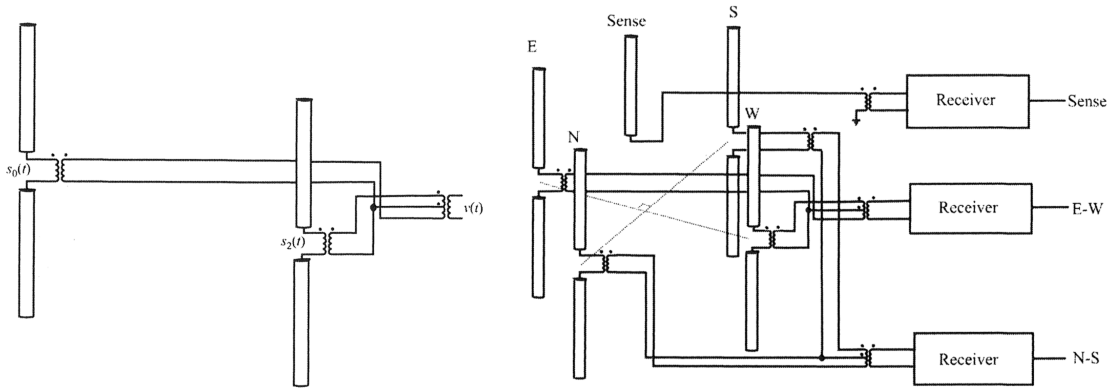 s₀(t)
s₂(t)
v(t)
Sense
S
E
N
W
Receiver
Sense
Receiver
E-W
Receiver
N-S